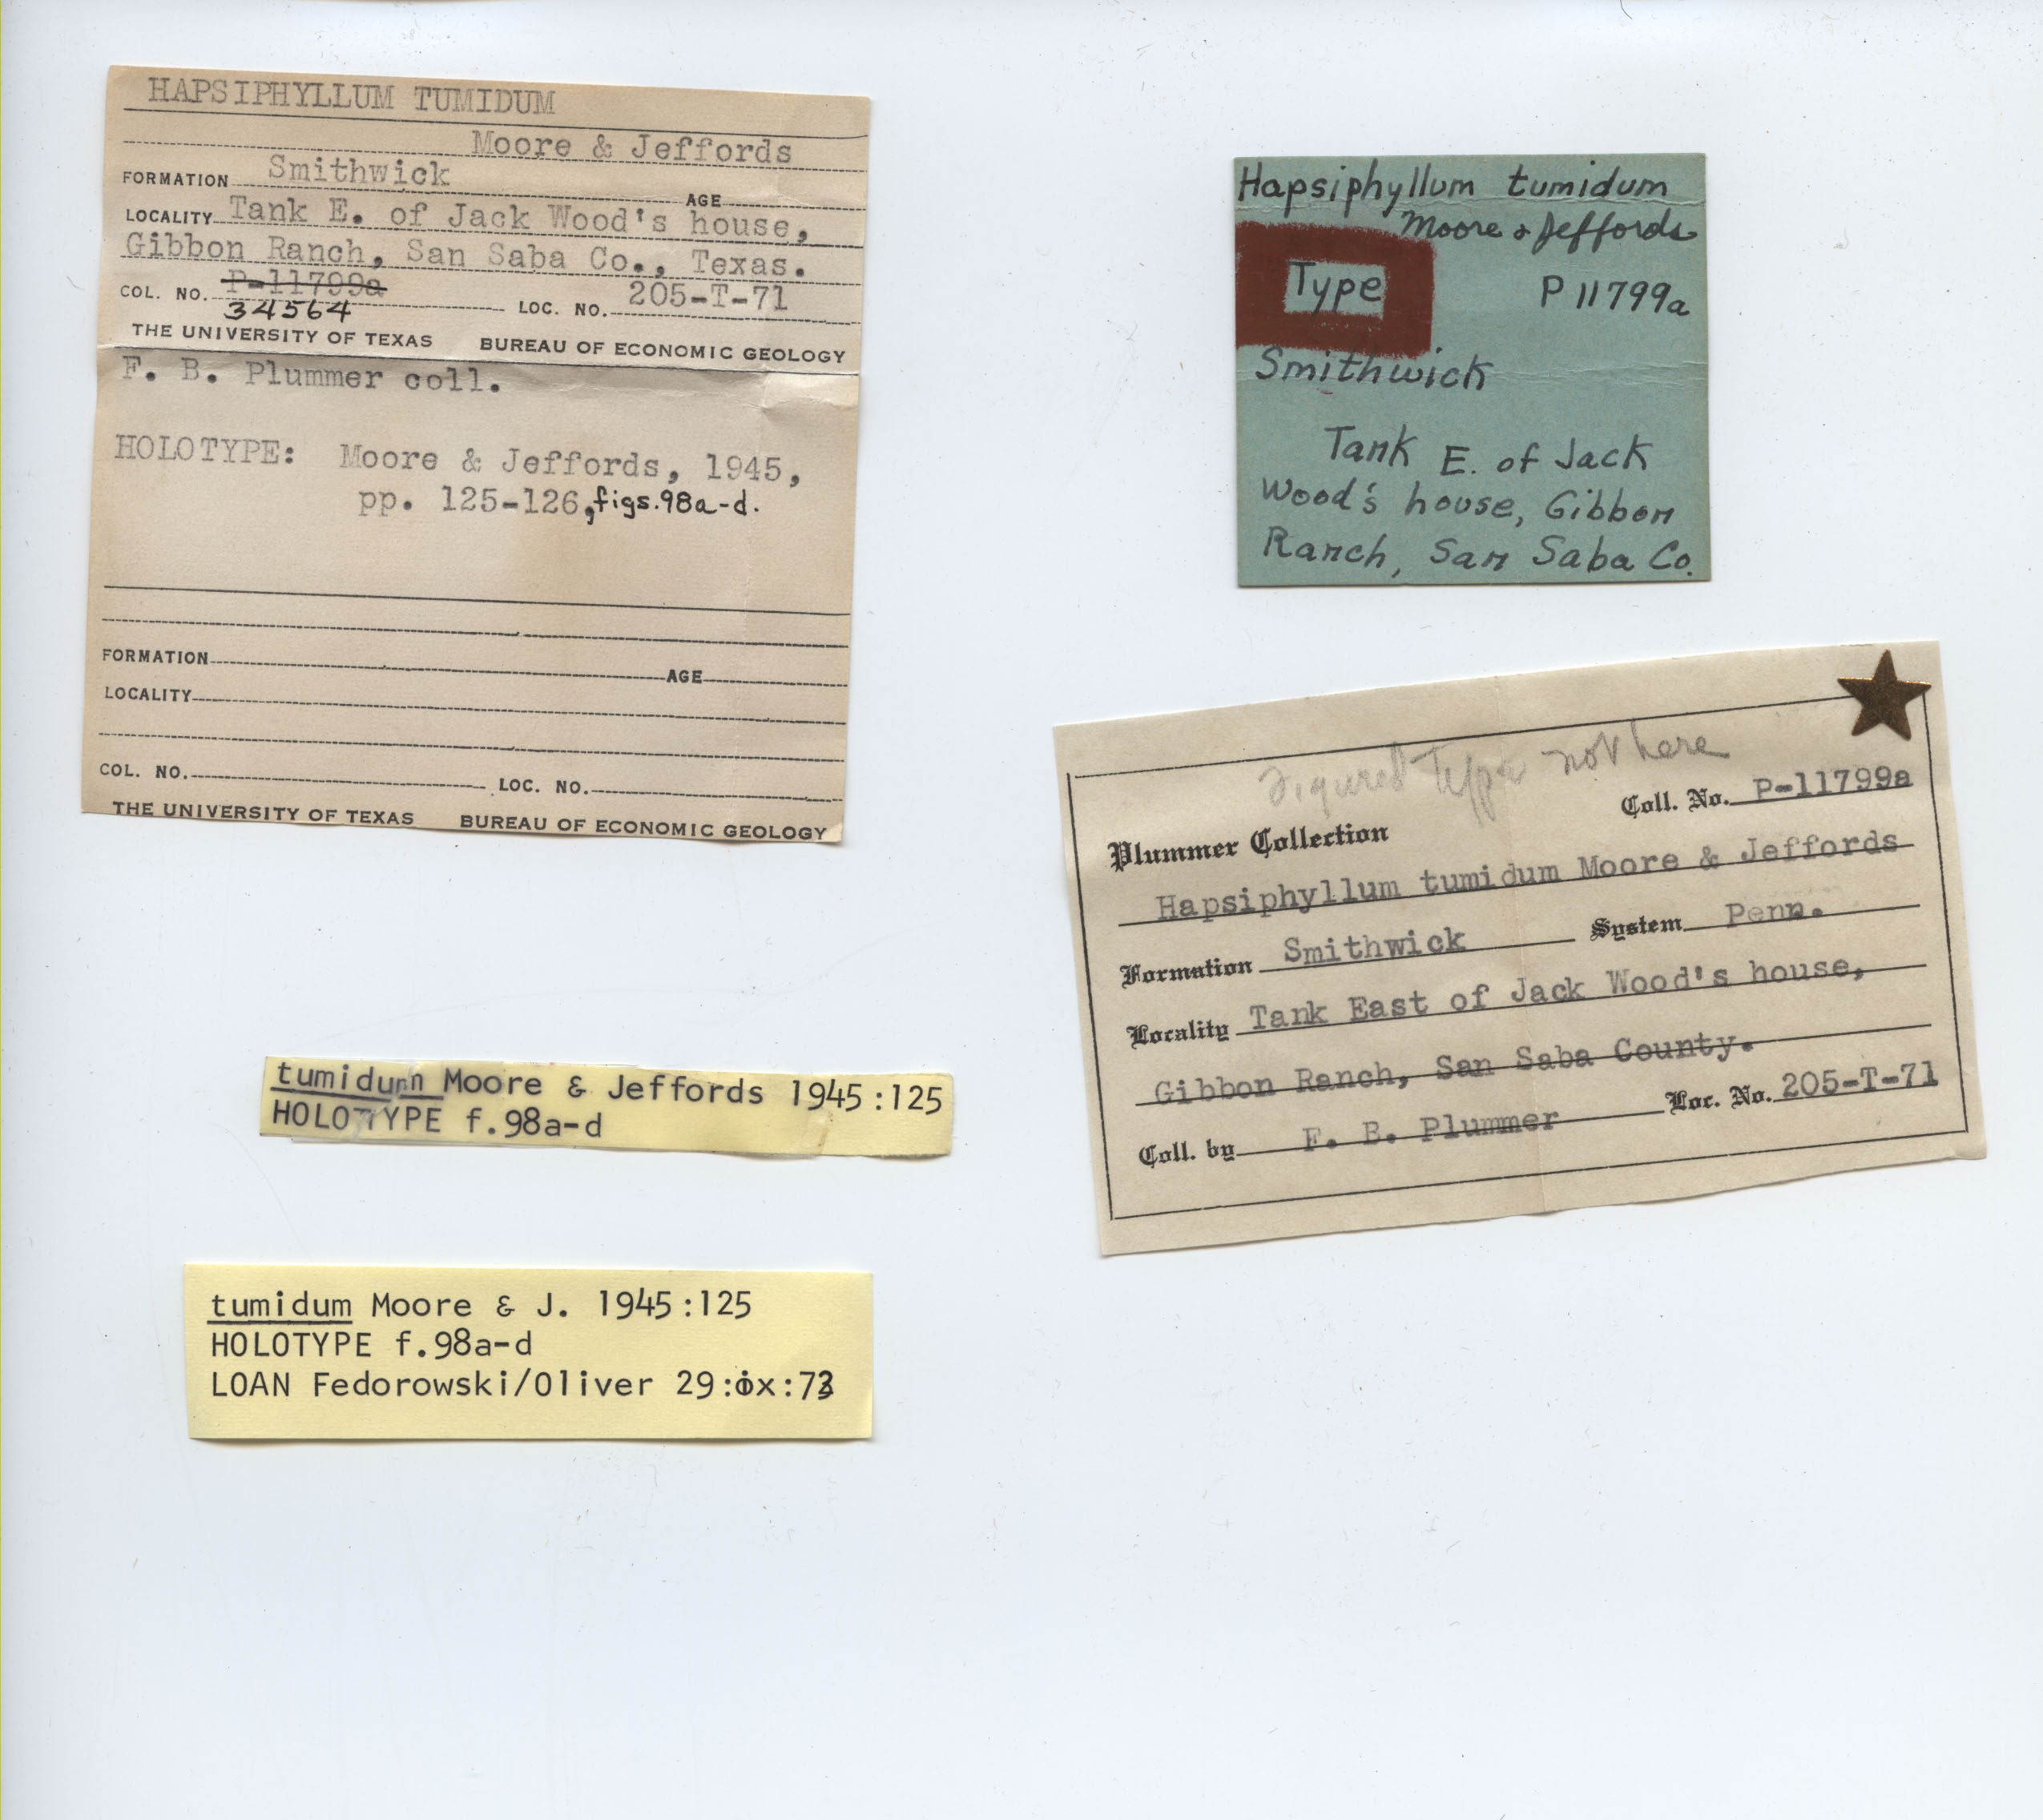 HAPSIPHYLLUM TUMIDUM
Moore & Jeffords
FORMATION Smithwick AGE
LOCALITY Tank E. of Jack Wood's house,
Gibbon Ranch, San Saba Co., Texas.
COL. NO. P-11799a LOC. NO. 205-T-71
34564
THE UNIVERSITY OF TEXAS BUREAU OF ECONOMIC GEOLOGY
F. B. Plummer coll.
HOLOTYPE: Moore & Jeffords, 1945,
pp. 125-126, figs. 98a-d.
FORMATION AGE
LOCALITY
COL. NO. LOC. NO.
THE UNIVERSITY OF TEXAS BUREAU OF ECONOMIC GEOLOGY
Hapsiphyllum tumidum
Moore & Jeffords
Type P 11799a
Smithwick
Tank E. of Jack
Wood's house, Gibbon
Ranch, San Saba Co.
Figured Type not here
Coll. No. P-11799a
Plummer Collection
Hapsiphyllum tumidum Moore & Jeffords
Formation Smithwick System Penn.
Locality Tank East of Jack Wood's house,
Gibbon Ranch, San Saba County.
Coll. by F. B. Plummer Loc. No. 205-T-71
tumidum Moore & Jeffords 1945:125
HOLOTYPE f.98a-d
tumidum Moore & J. 1945:125
HOLOTYPE f.98a-d
LOAN Fedorowski/Oliver 29:ix:73